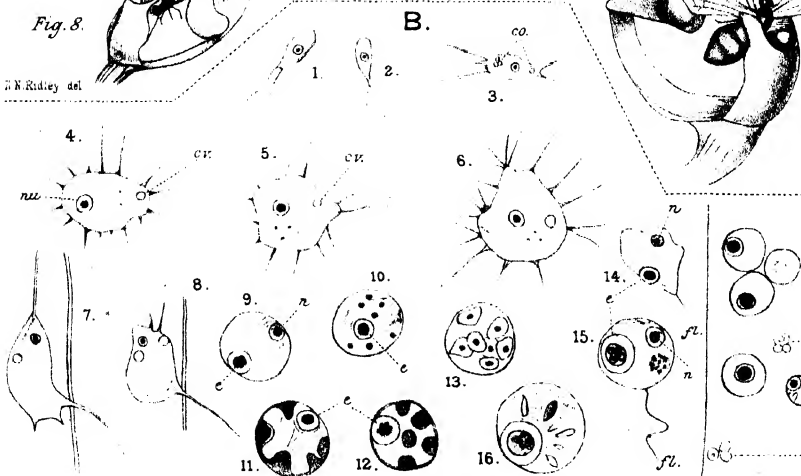 Fig. 8.
B.
N. N. Ridley del
1.
2.
co.
3.
4.
nu
cv.
5.
cv.
6.
7.
8.
9.
n
e
10.
e
13.
14.
n
e
15.
fl.
n
fl.
11.
e
12.
16.